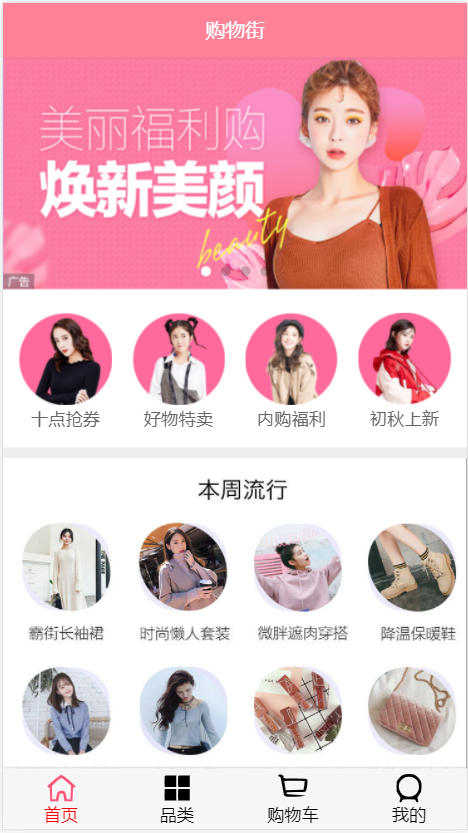 购物街
美丽福利购
焕新美颜
beauty
广告
十点抢券
好物特卖
内购福利
初秋上新
本周流行
霸街长袖裙
时尚懒人套装
微胖遮肉穿搭
降温保暖鞋
首页
品类
购物车
我的